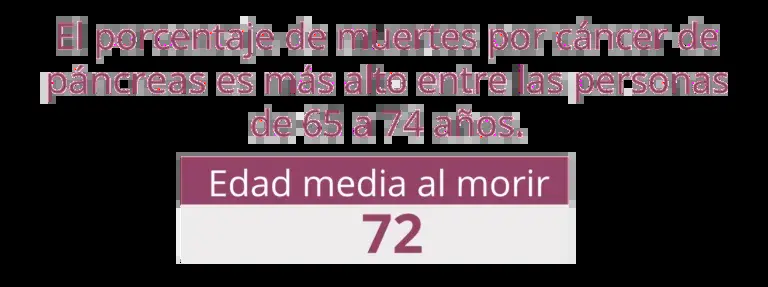 El porcentaje de muertes por cáncer de
páncreas es más alto entre las personas
de 65 a 74 años.
Edad media al morir
72